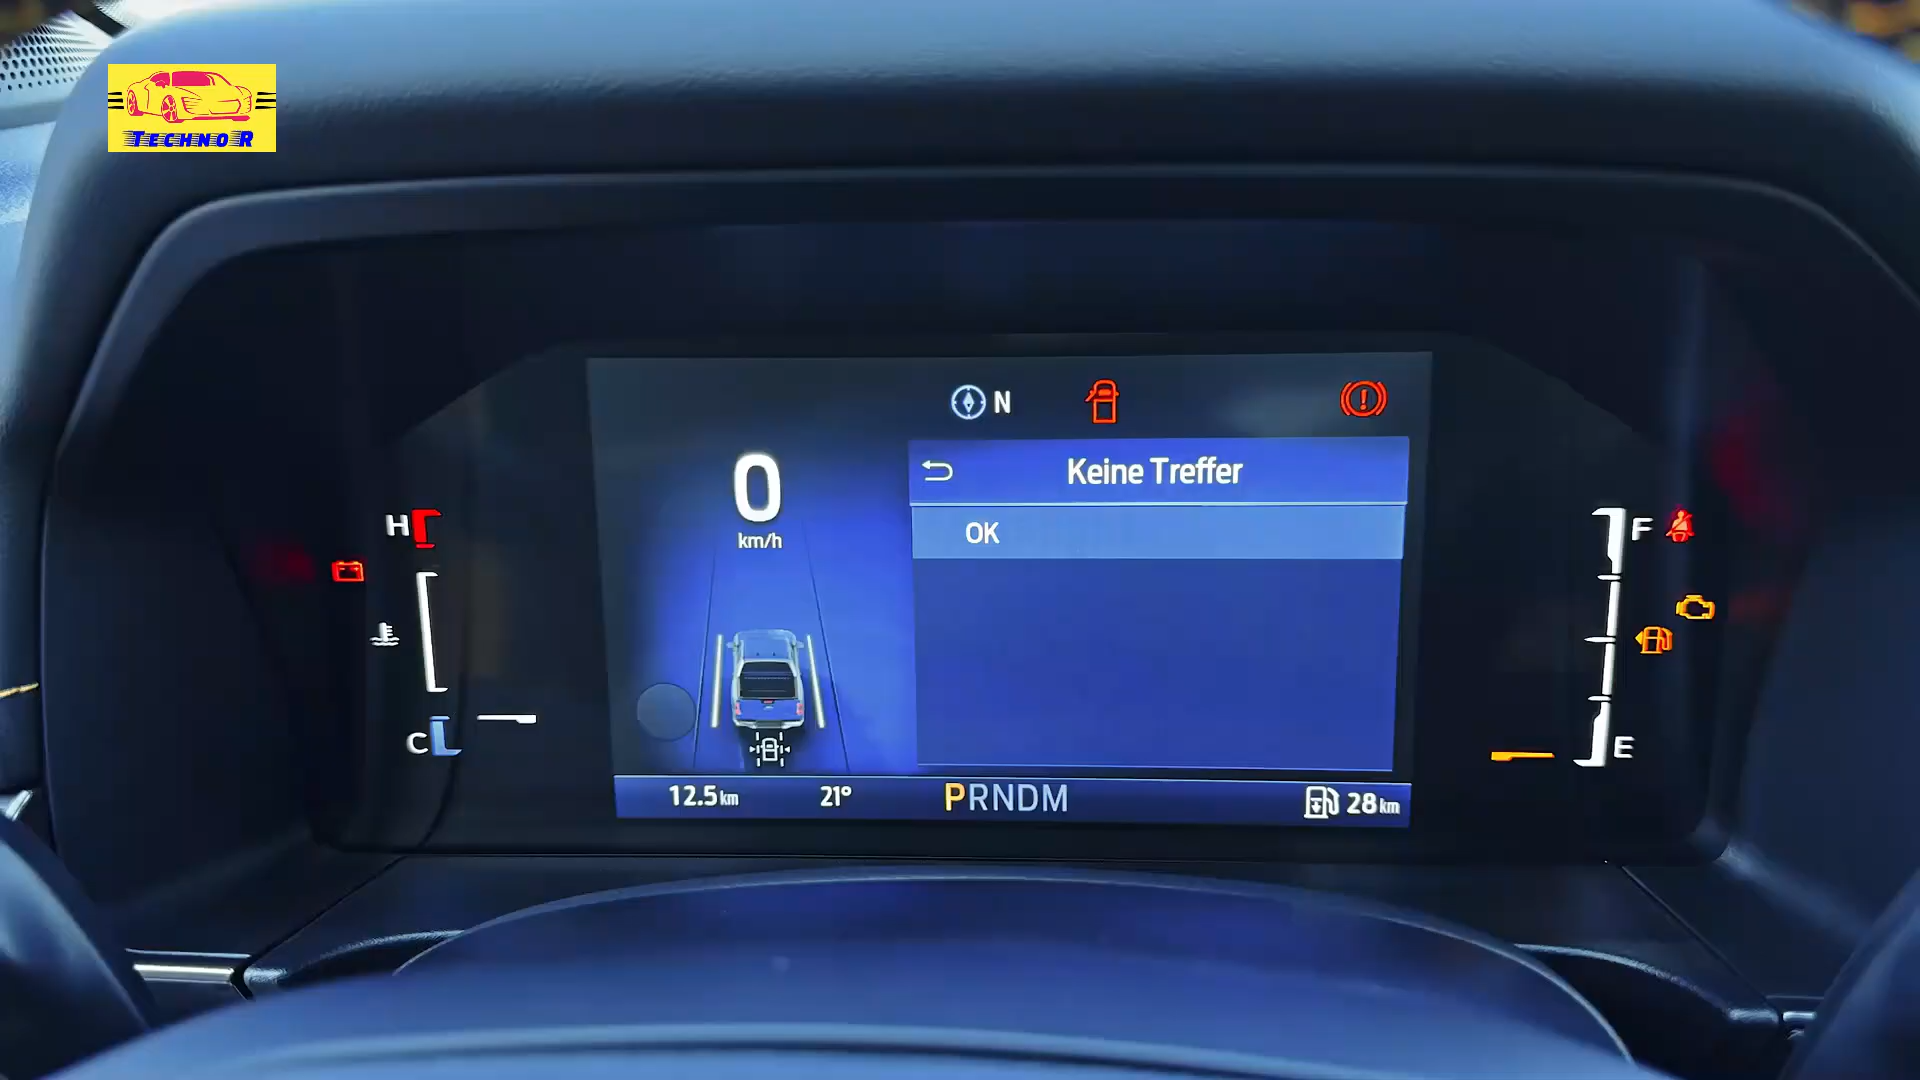 TECHNO R
N
Keine Treffer
OK
0
km/h
H
C
F
E
12.5 km
21°
PRNDM
28 km